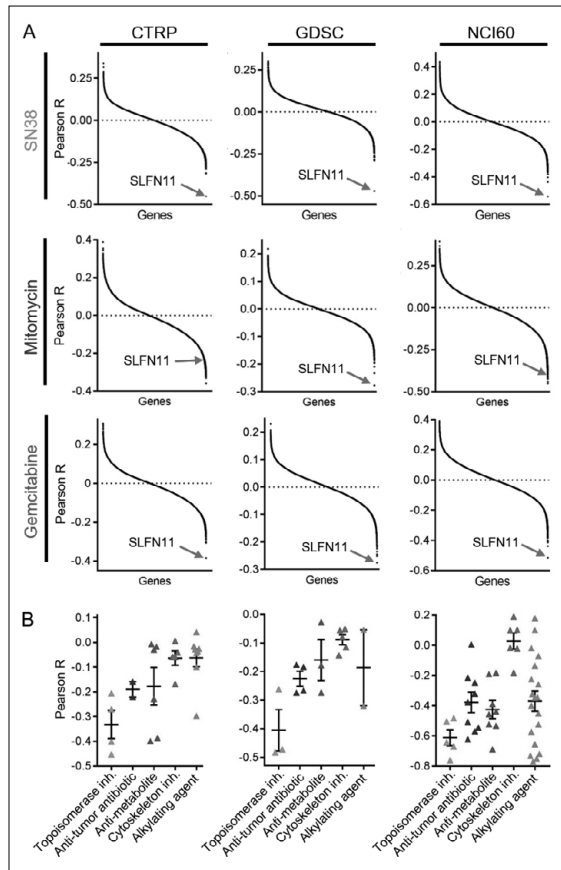 A
CTRP GDSC NCI60
SN38
Pearson R
0.25
0.00
-0.25
-0.50
SLFN11
Genes
0.25
0.00
-0.25
-0.50
SLFN11
Genes
0.4
0.2
0.0
-0.2
-0.4
-0.6
SLFN11
Genes
Mitomycin
Pearson R
0.4
0.2
0.0
-0.2
-0.4
SLFN11
Genes
0.2
0.1
0.0
-0.1
-0.2
-0.3
SLFN11
Genes
0.25
0.00
-0.25
-0.50
SLFN11
Genes
Gemcitabine
Pearson R
0.2
0
-0.2
-0.4
SLFN11
Genes
0.2
0.1
0.0
-0.1
-0.2
-0.3
SLFN11
Genes
0.4
0.2
0.0
-0.2
-0.4
-0.6
SLFN11
Genes
B
Pearson R
0.1
0.0
-0.1
-0.2
-0.3
-0.4
-0.5
Topoisomerase inh.
Anti-tumor antibiotic
Anti-metabolite
Cytoskeleton inh.
Alkylating agent
0.0
-0.1
-0.2
-0.3
-0.4
-0.5
Topoisomerase inh.
Anti-tumor antibiotic
Anti-metabolite
Cytoskeleton inh.
Alkylating agent
0.2
0.0
-0.2
-0.4
-0.6
-0.8
Topoisomerase inh.
Anti-tumor antibiotic
Anti-metabolite
Cytoskeleton inh.
Alkylating agent